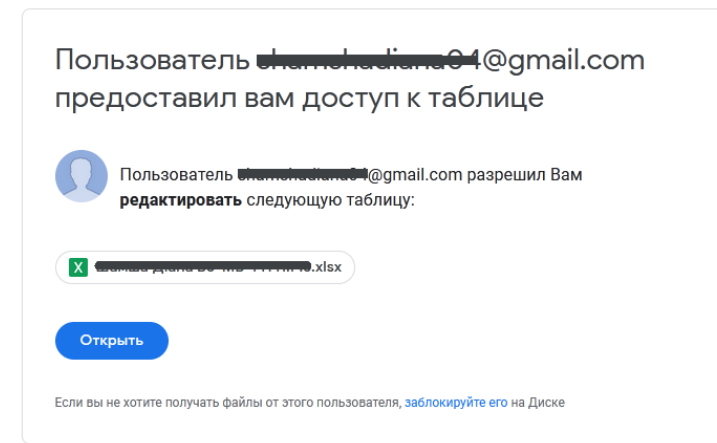 Пользователь @gmail.com
предоставил вам доступ к таблице
Пользователь @gmail.com разрешил Вам
редактировать следующую таблицу:
X .xlsx
Открыть
Если вы не хотите получать файлы от этого пользователя, заблокируйте его на Диске